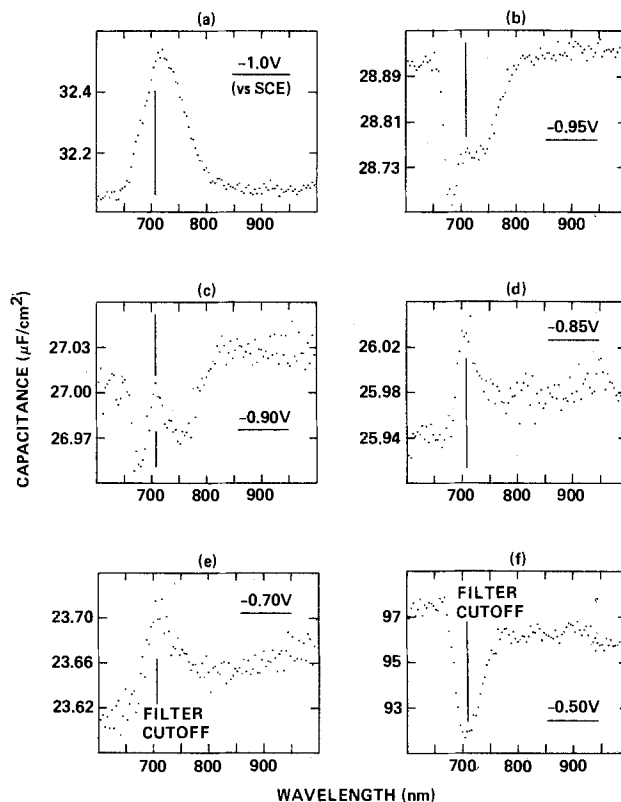 (a)
−1.0V
(vs SCE)
32.4
32.2
700 800 900
(b)
28.89
28.81
28.73
−0.95V
700 800 900
CAPACITANCE (μF/cm²)
(c)
27.03
27.00
26.97
−0.90V
700 800 900
(d)
−0.85V
26.02
25.98
25.94
700 800 900
(e)
−0.70V
23.70
23.66
23.62
FILTER
CUTOFF
700 800 900
(f)
FILTER
CUTOFF
97
95
93
−0.50V
700 800 900
WAVELENGTH (nm)